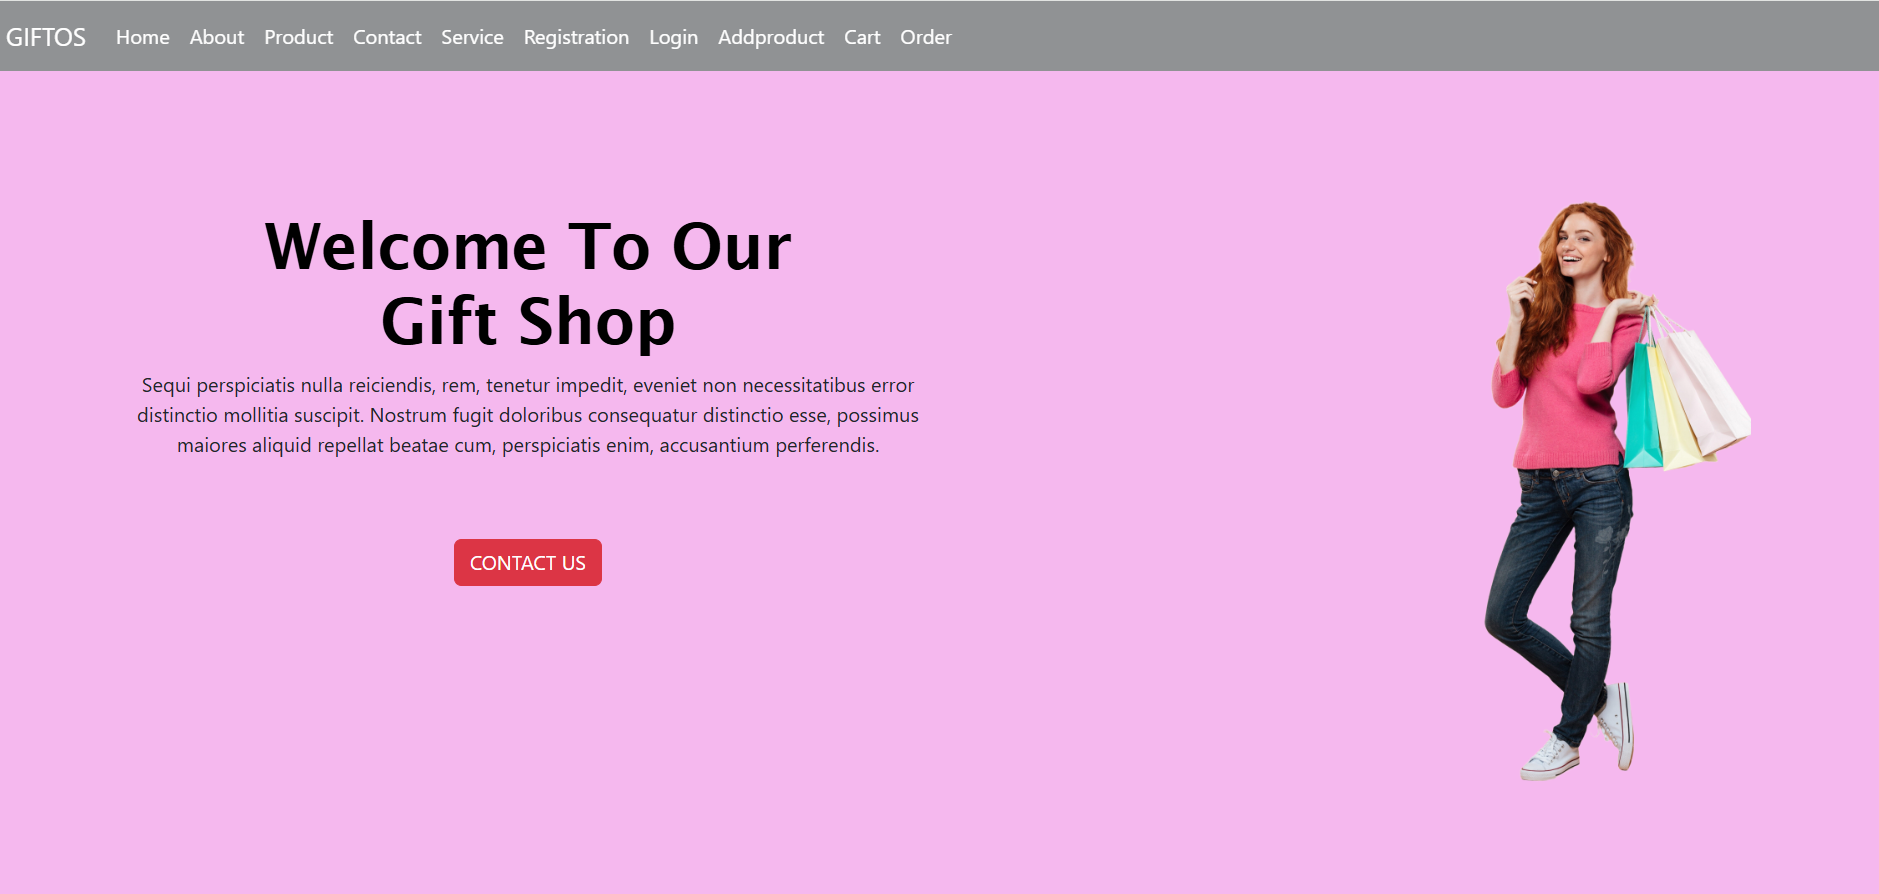 GIFTOS Home About Product Contact Service Registration Login Addproduct Cart Order
Welcome To Our
Gift Shop
Sequi perspiciatis nulla reiciendis, rem, tenetur impedit, eveniet non necessitatibus error
distinctio mollitia suscipit. Nostrum fugit doloribus consequatur distinctio esse, possimus
maiores aliquid repellat beatae cum, perspiciatis enim, accusantium perferendis.
CONTACT US